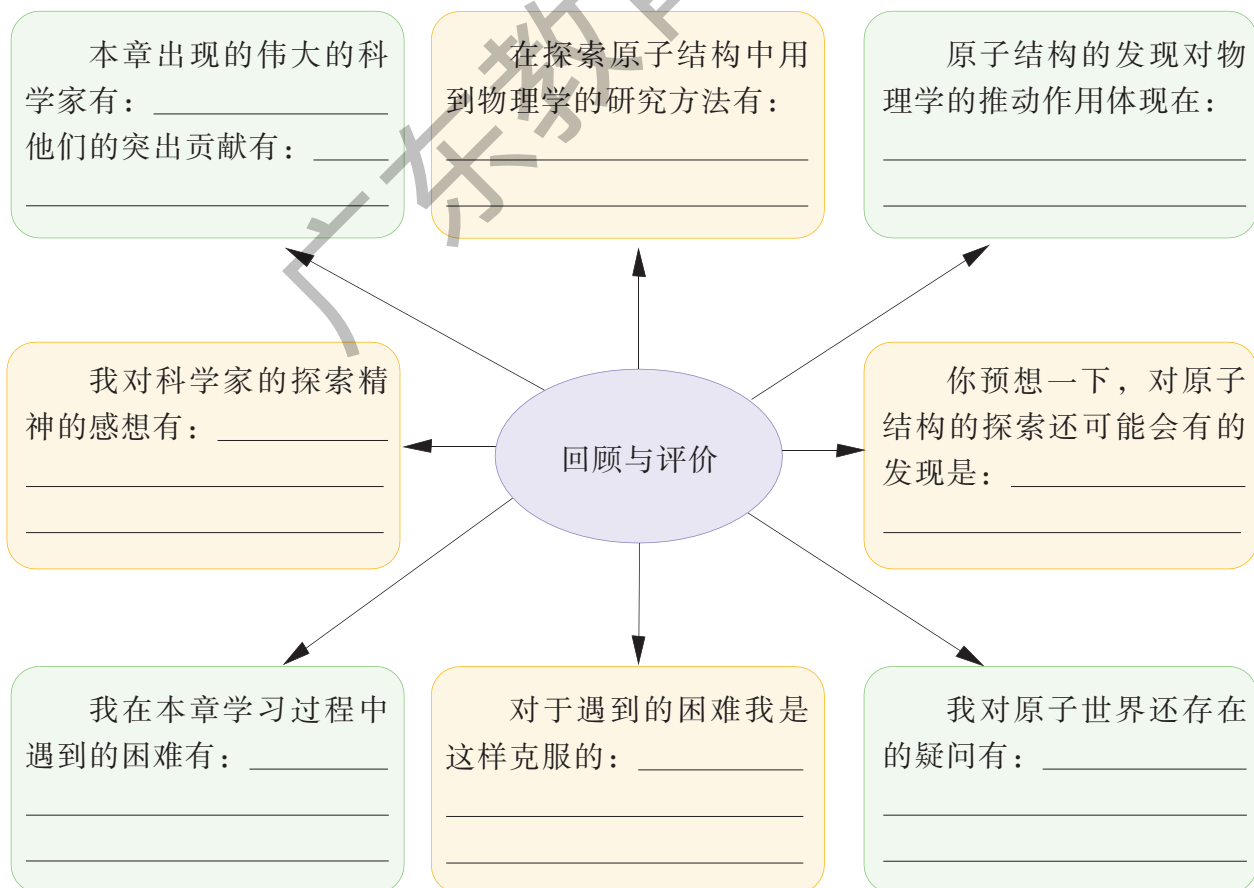 本章出现的伟大的科
学家有：
他们的突出贡献有：
在探索原子结构中用
到物理学的研究方法有：
原子结构的发现对物
理学的推动作用体现在：
我对科学家的探索精
神的感想有：
回顾与评价
你预想一下，对原子
结构的探索还可能会有的
发现是：
我在本章学习过程中
遇到的困难有：
对于遇到的困难我是
这样克服的：
我对原子世界还存在
的疑问有：
广东教